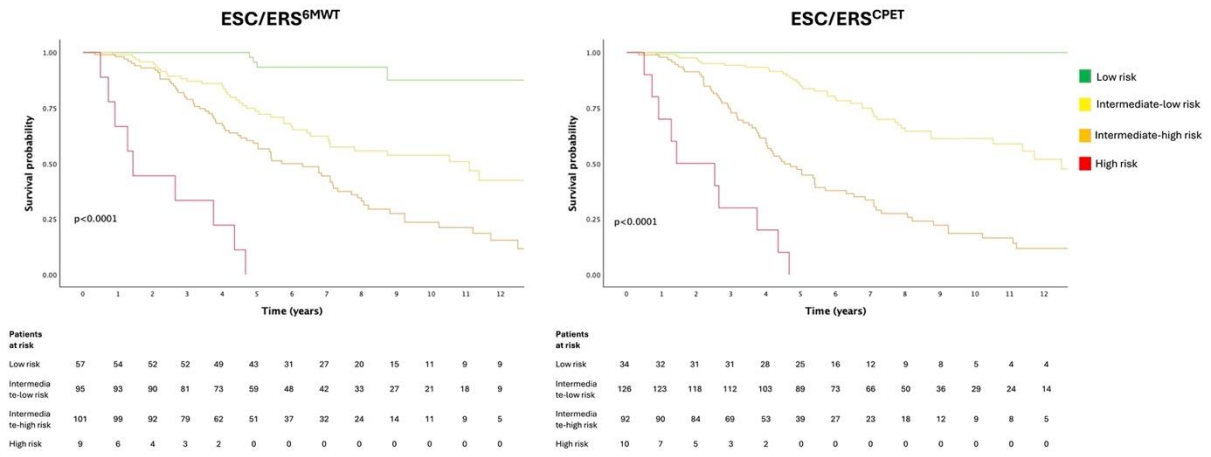 ESC/ERS6MWT
1.00
0.75
0.50
0.25
0.00
Survival probability
p<0.0001
0 1 2 3 4 5 6 7 8 9 10 11 12
Time (years)
Patients
at risk
Low risk 57 54 52 52 49 43 31 27 20 15 11 9 9
Intermedia
te-low risk 95 93 90 81 73 59 48 42 33 27 21 18 9
Intermedia
te-high risk 101 99 92 79 62 51 37 32 24 14 11 9 5
High risk 9 6 4 3 2 0 0 0 0 0 0 0 0
ESC/ERSCPET
1.00
0.75
0.50
0.25
0.00
Survival probability
p<0.0001
0 1 2 3 4 5 6 7 8 9 10 11 12
Time (years)
Patients
at risk
Low risk 34 32 31 31 28 25 16 12 9 8 5 4 4
Intermedia
te-low risk 126 123 118 112 103 89 73 66 50 36 29 24 14
Intermedia
te-high risk 92 90 84 69 53 39 27 23 18 12 9 8 5
High risk 10 7 5 3 2 0 0 0 0 0 0 0 0
Low risk
Intermediate-low risk
Intermediate-high risk
High risk